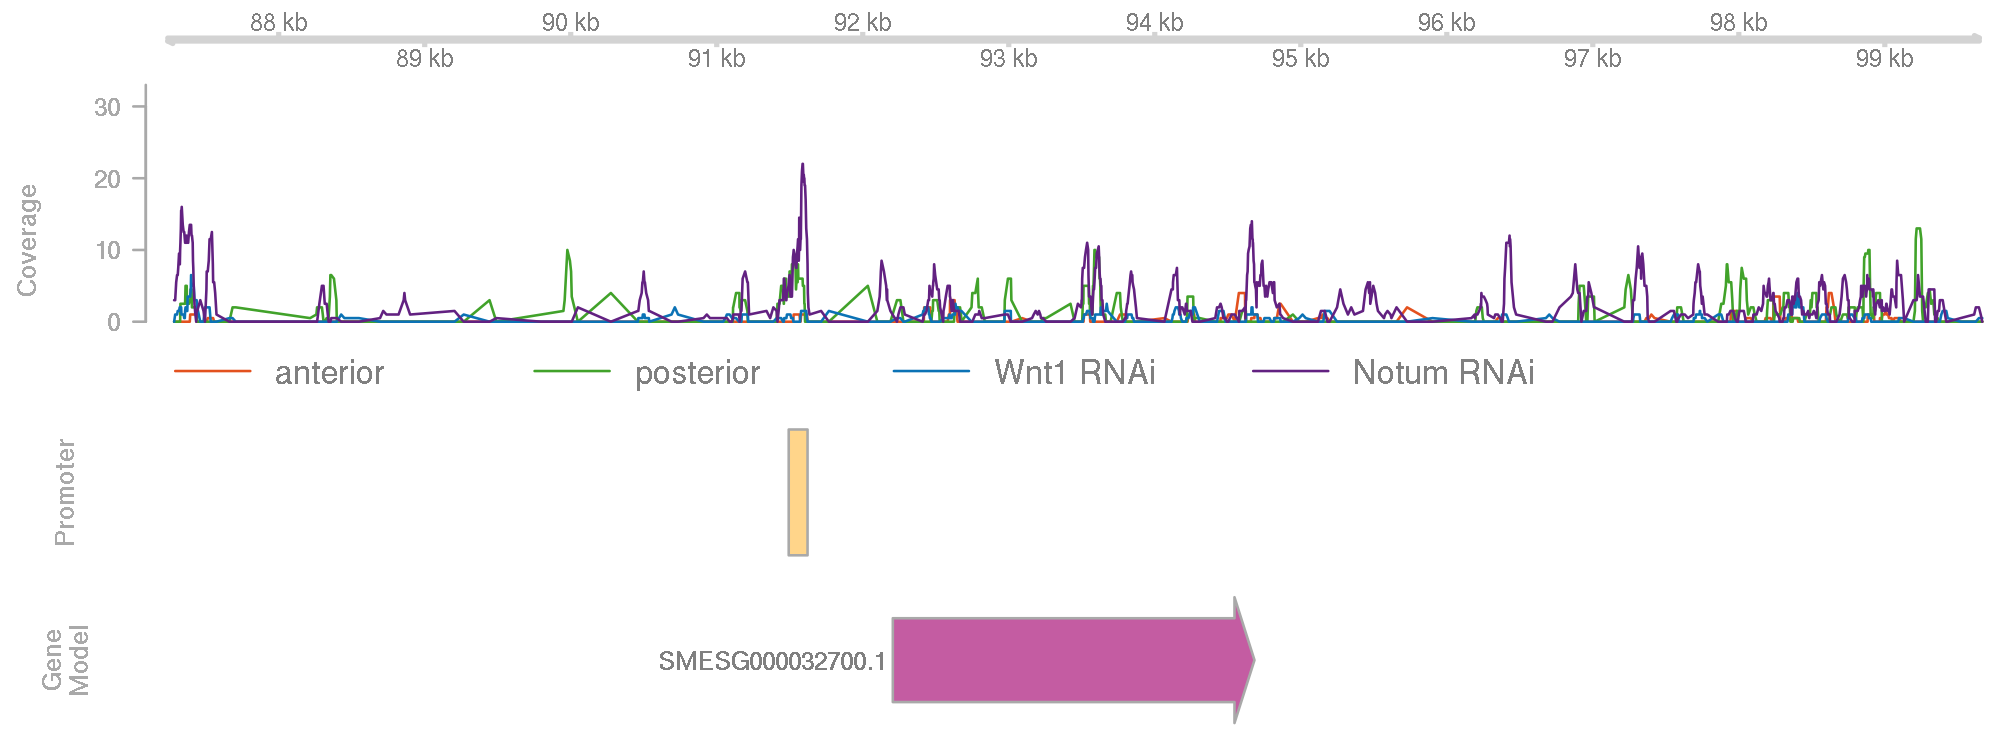 88 kb 90 kb 92 kb 94 kb 96 kb 98 kb
89 kb 91 kb 93 kb 95 kb 97 kb 99 kb
30
20
10
0
Coverage
anterior posterior Wnt1 RNAi Notum RNAi
Promoter
Gene
Model
SMESG000032700.1